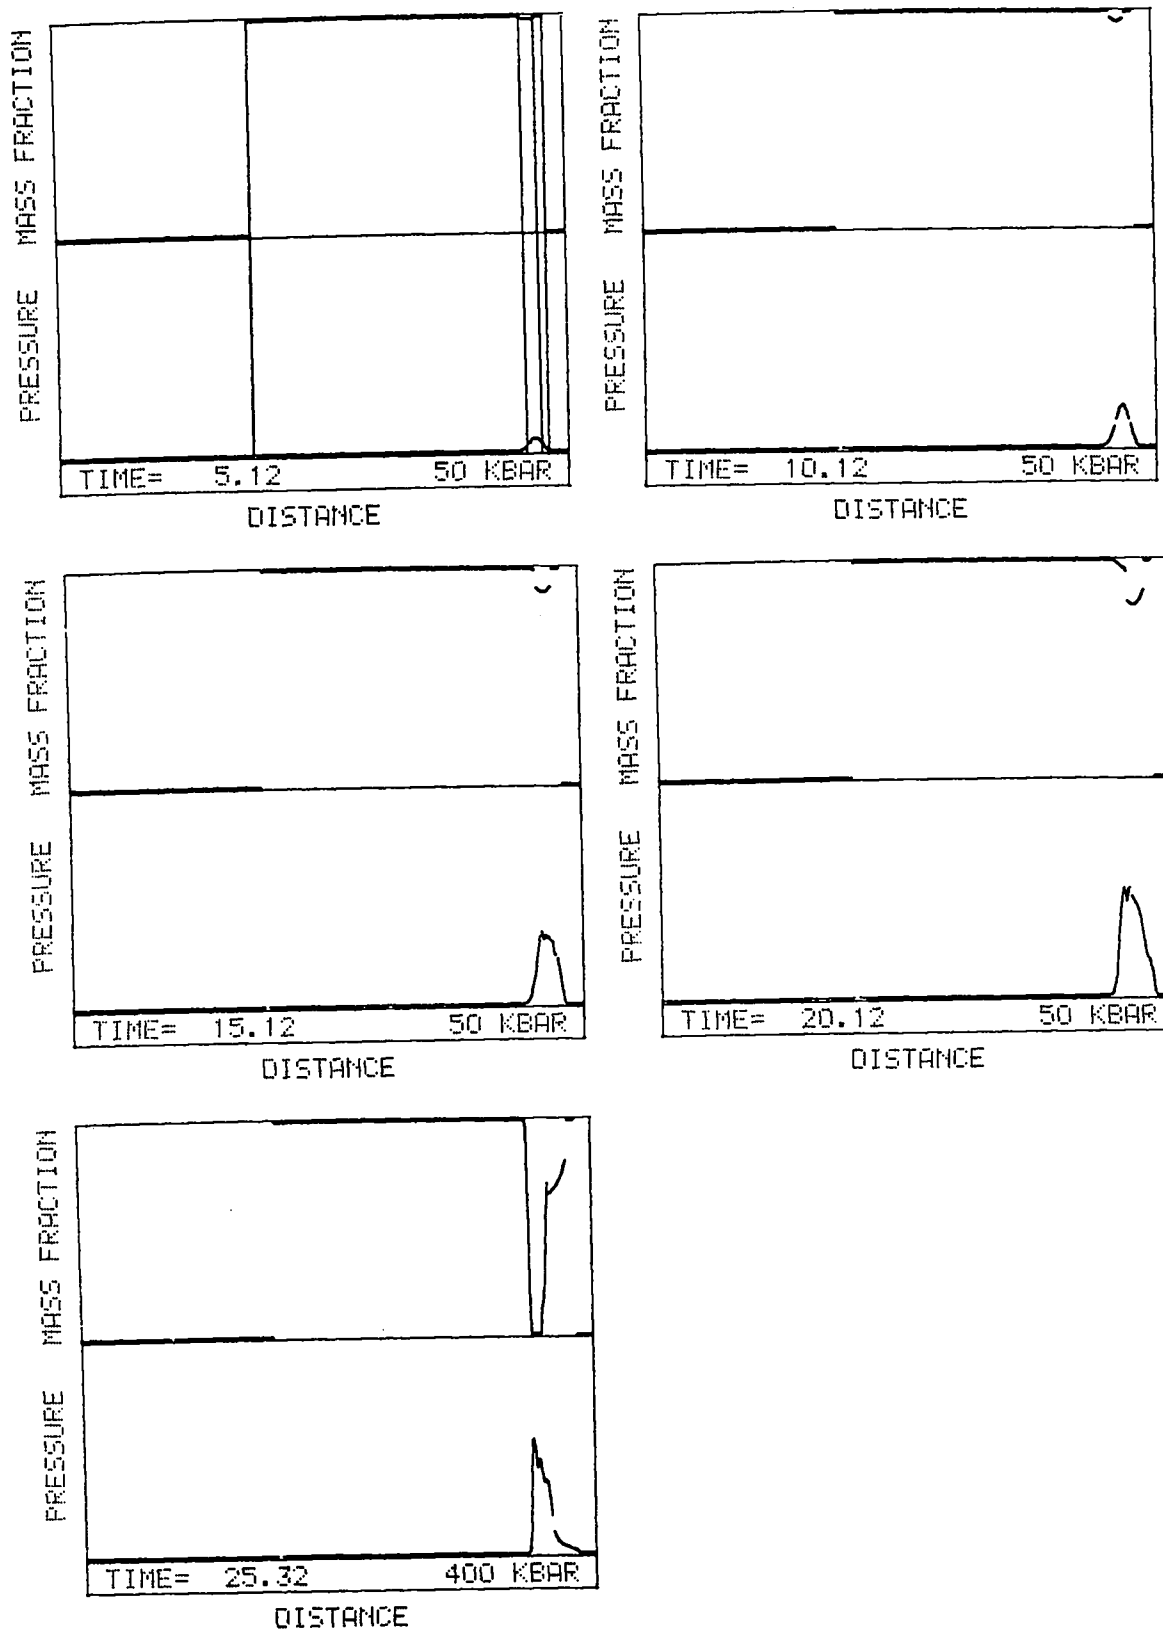 MASS FRACTION
PRESSURE
TIME= 5.12 50 KBAR
DISTANCE
MASS FRACTION
PRESSURE
TIME= 10.12 50 KBAR
DISTANCE
MASS FRACTION
PRESSURE
TIME= 15.12 50 KBAR
DISTANCE
MASS FRACTION
PRESSURE
TIME= 20.12 50 KBAR
DISTANCE
MASS FRACTION
PRESSURE
TIME= 25.32 400 KBAR
DISTANCE